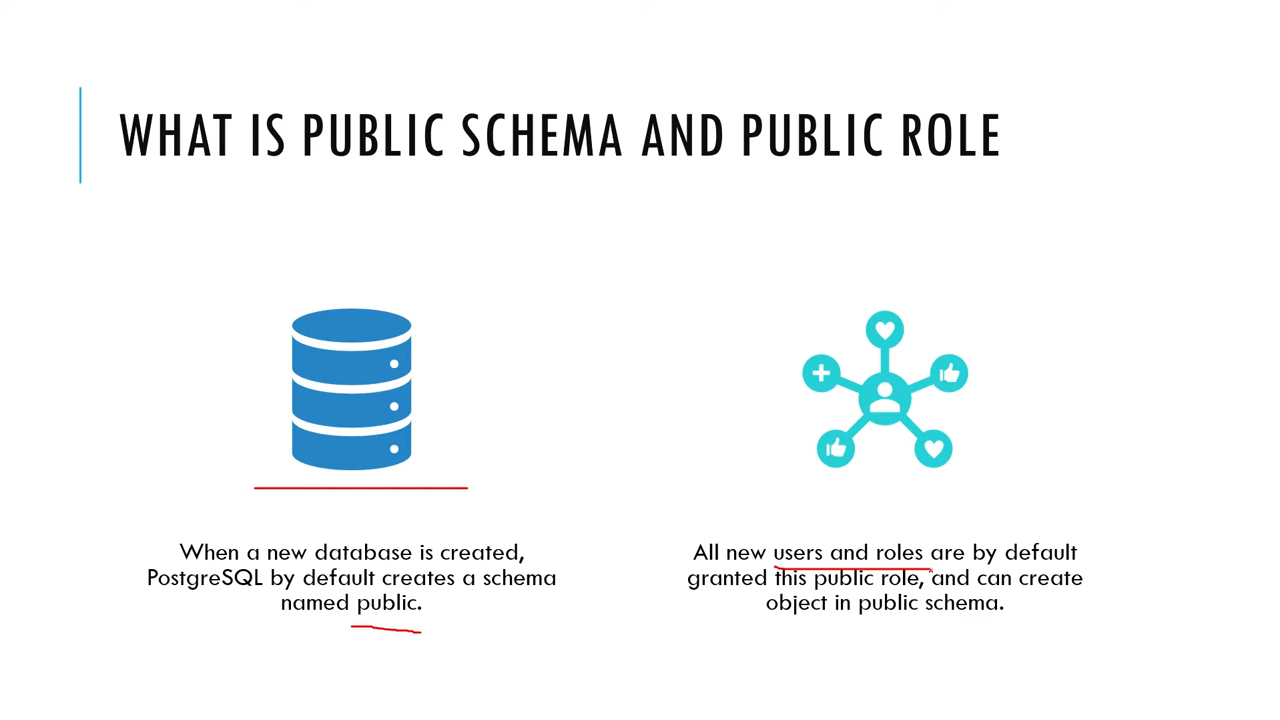 WHAT IS PUBLIC SCHEMA AND PUBLIC ROLE
When a new database is created,
PostgreSQL by default creates a schema
named public.
All new users and roles are by default
granted this public role, and can create
object in public schema.